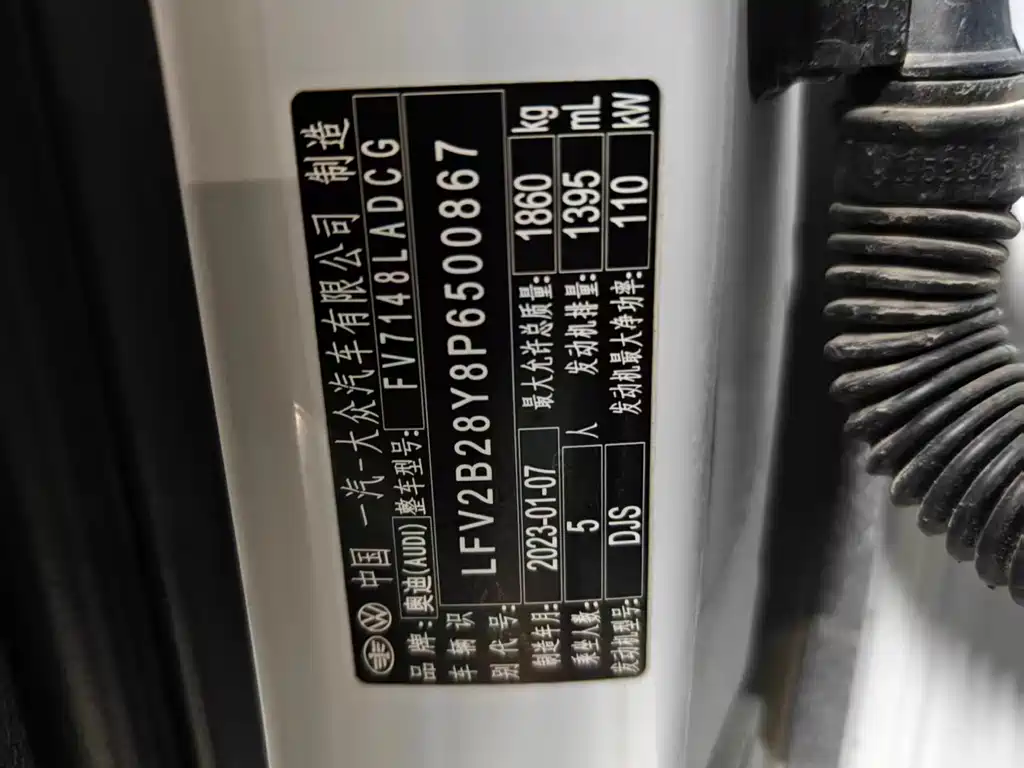 中国 一汽-大众汽车有限公司 制造
品牌: 奥迪(AUDI) 整车型号: FV7148LADCG
车辆识别代号: LFV2B28Y8P6500867
制造年月: 2023-01-07 最大允许总质量: 1860 kg
乘坐人数: 5 人 发动机排量: 1395 mL
发动机型号: DJS 发动机最大净功率: 110 kW